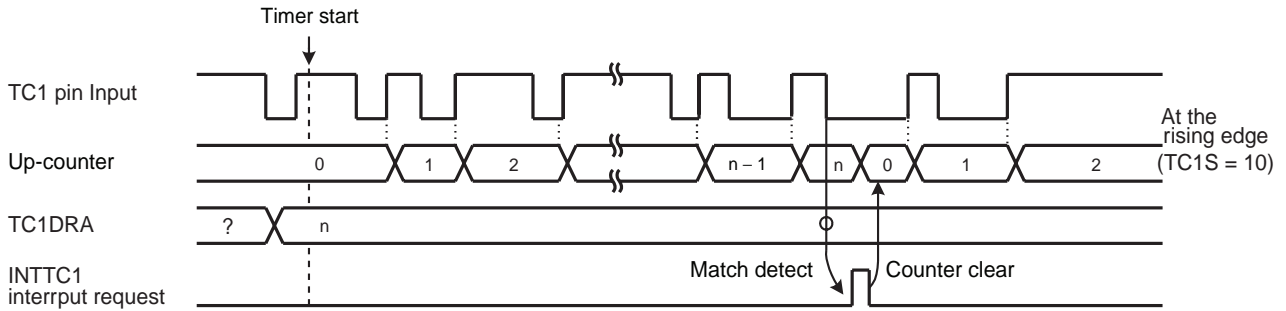 Timer start
TC1 pin Input
At the
rising edge
(TC1S = 10)
Up-counter
0
1
2
n – 1
n
0
1
2
TC1DRA
?
n
Match detect
Counter clear
INTTC1
interrput request